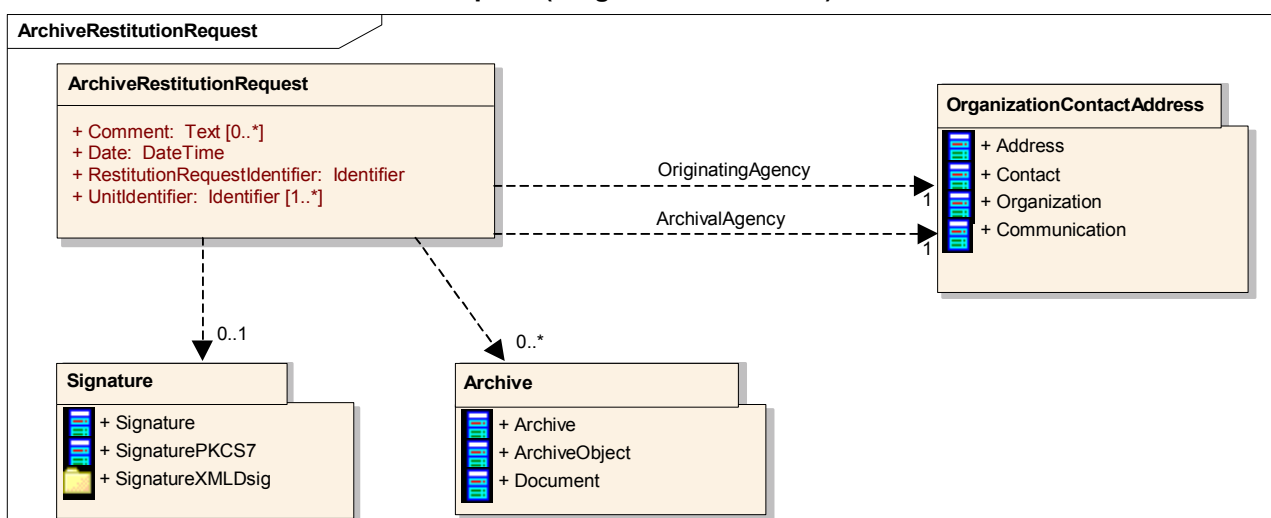 ArchiveRestitutionRequest
ArchiveRestitutionRequest
+ Comment: Text [0..*]
+ Date: DateTime
+ RestitutionRequestIdentifier: Identifier
+ UnitIdentifier: Identifier [1..*]
OriginatingAgency
1
ArchivalAgency
1
OrganizationContactAddress
+ Address
+ Contact
+ Organization
+ Communication
0..1
0..*
Signature
+ Signature
+ SignaturePKCS7
+ SignatureXMLDsig
Archive
+ Archive
+ ArchiveObject
+ Document